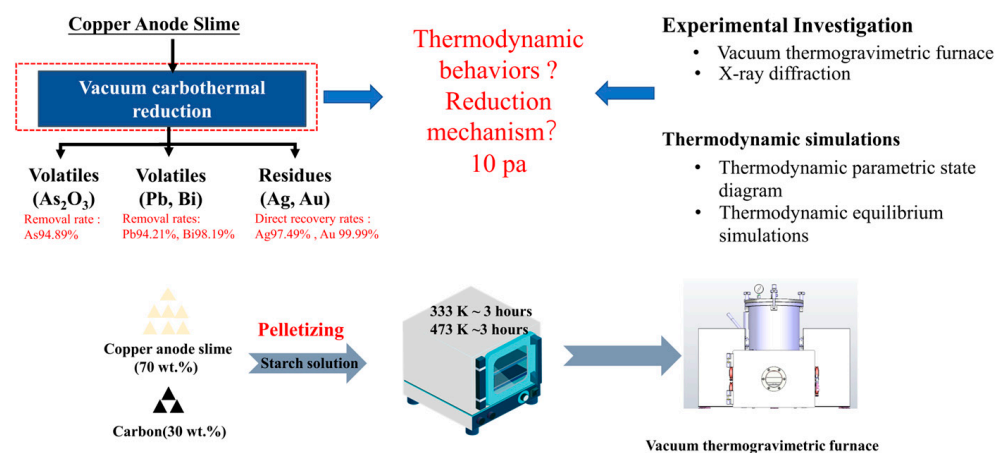 Copper Anode Slime
Vacuum carbothermal
reduction
Volatiles
(As₂O₃)
Removal rate :
As94.89%
Volatiles
(Pb, Bi)
Removal rates:
Pb94.21%, Bi98.19%
Residues
(Ag, Au)
Direct recovery rates :
Ag97.49% , Au 99.99%
Thermodynamic
behaviors ?
Reduction
mechanism?
10 pa
Experimental Investigation
• Vacuum thermogravimetric furnace
• X-ray diffraction
Thermodynamic simulations
• Thermodynamic parametric state
diagram
• Thermodynamic equilibrium
simulations
Copper anode slime
(70 wt.%)
Carbon(30 wt.%)
Pelletizing
Starch solution
333 K ~ 3 hours
473 K ~3 hours
Vacuum thermogravimetric furnace